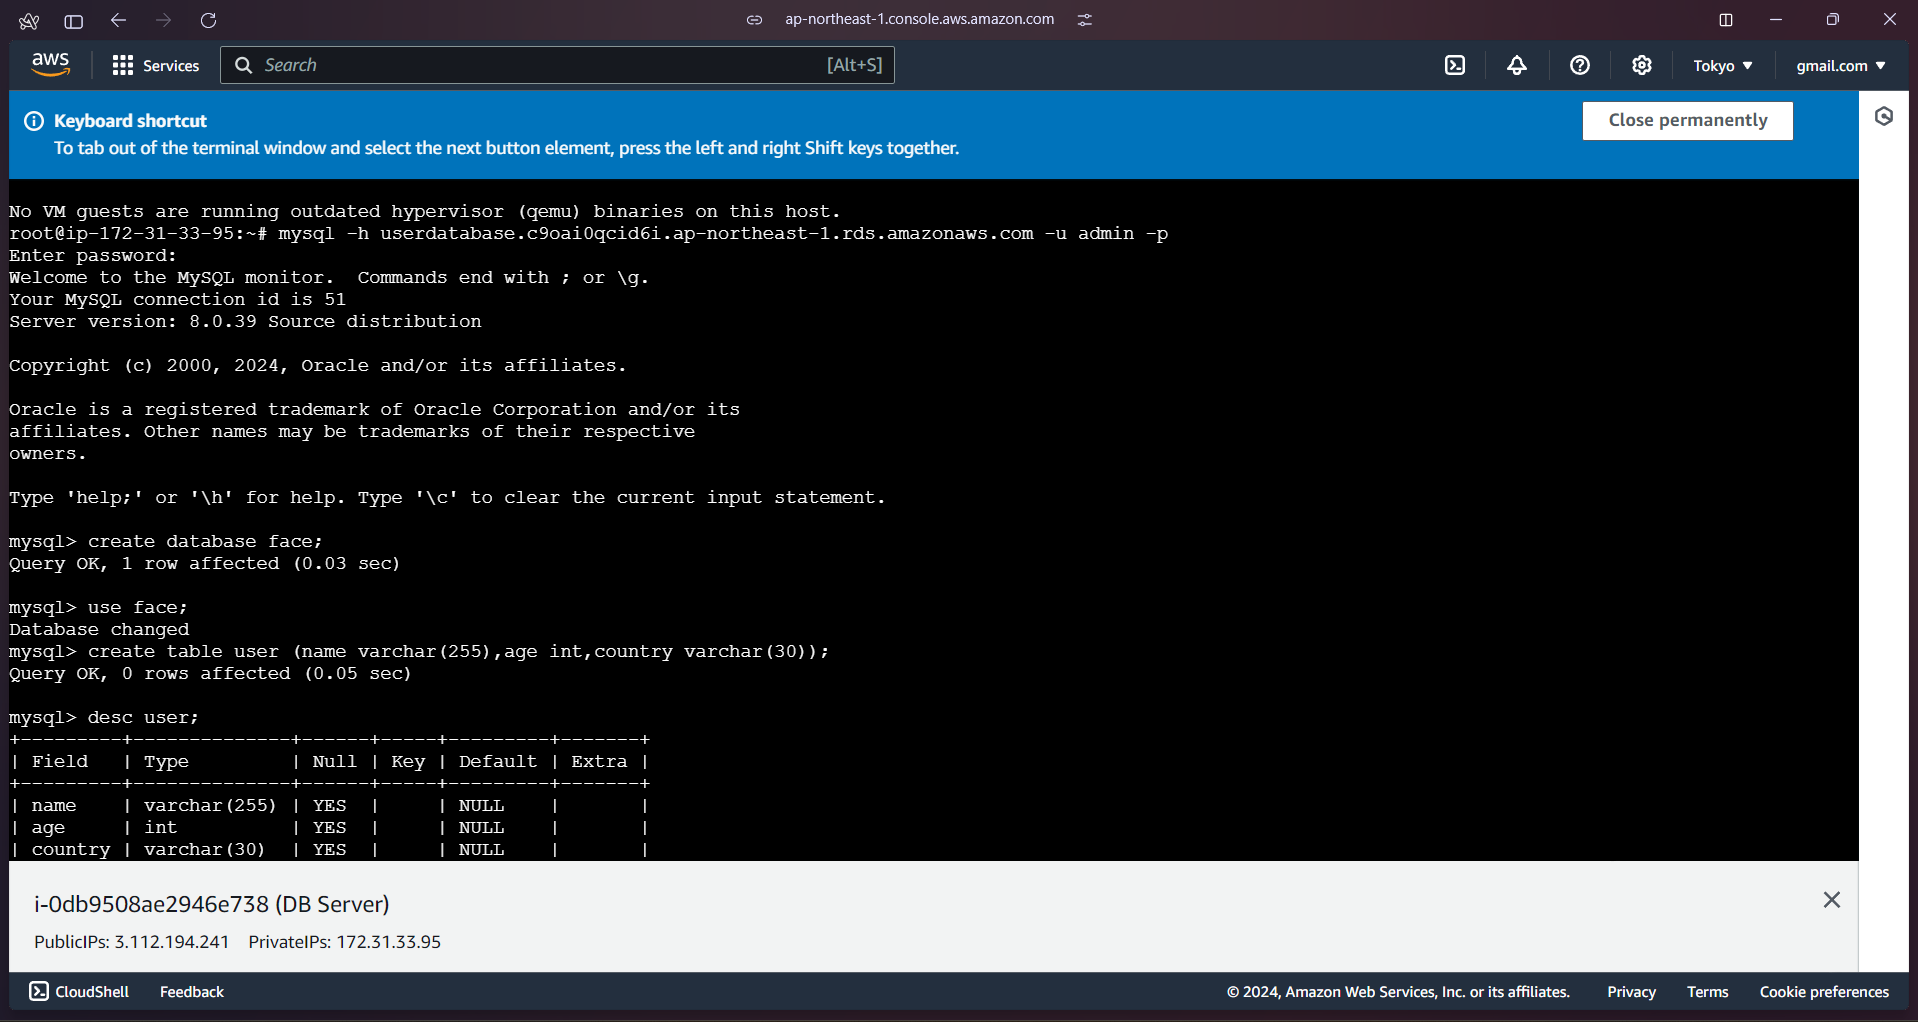 ap-northeast-1.console.aws.amazon.com
aws Services Search [Alt+S] Tokyo ▼ gmail.com ▼
Keyboard shortcut
Close permanently
To tab out of the terminal window and select the next button element, press the left and right Shift keys together.
No VM guests are running outdated hypervisor (qemu) binaries on this host.
root@ip-172-31-33-95:~# mysql -h userdatabase.c9oai0qcid6i.ap-northeast-1.rds.amazonaws.com -u admin -p
Enter password:
Welcome to the MySQL monitor.  Commands end with ; or \g.
Your MySQL connection id is 51
Server version: 8.0.39 Source distribution
Copyright (c) 2000, 2024, Oracle and/or its affiliates.
Oracle is a registered trademark of Oracle Corporation and/or its
affiliates. Other names may be trademarks of their respective
owners.
Type 'help;' or '\h' for help. Type '\c' to clear the current input statement.
mysql> create database face;
Query OK, 1 row affected (0.03 sec)
mysql> use face;
Database changed
mysql> create table user (name varchar(255),age int,country varchar(30));
Query OK, 0 rows affected (0.05 sec)
mysql> desc user;
+---------+--------------+------+-----+---------+-------+
| Field   | Type         | Null | Key | Default | Extra |
+---------+--------------+------+-----+---------+-------+
| name    | varchar(255) | YES  |     | NULL    |       |
| age     | int          | YES  |     | NULL    |       |
| country | varchar(30)  | YES  |     | NULL    |       |
i-0db9508ae2946e738 (DB Server)
PublicIPs: 3.112.194.241 PrivateIPs: 172.31.33.95
CloudShell Feedback © 2024, Amazon Web Services, Inc. or its affiliates. Privacy Terms Cookie preferences